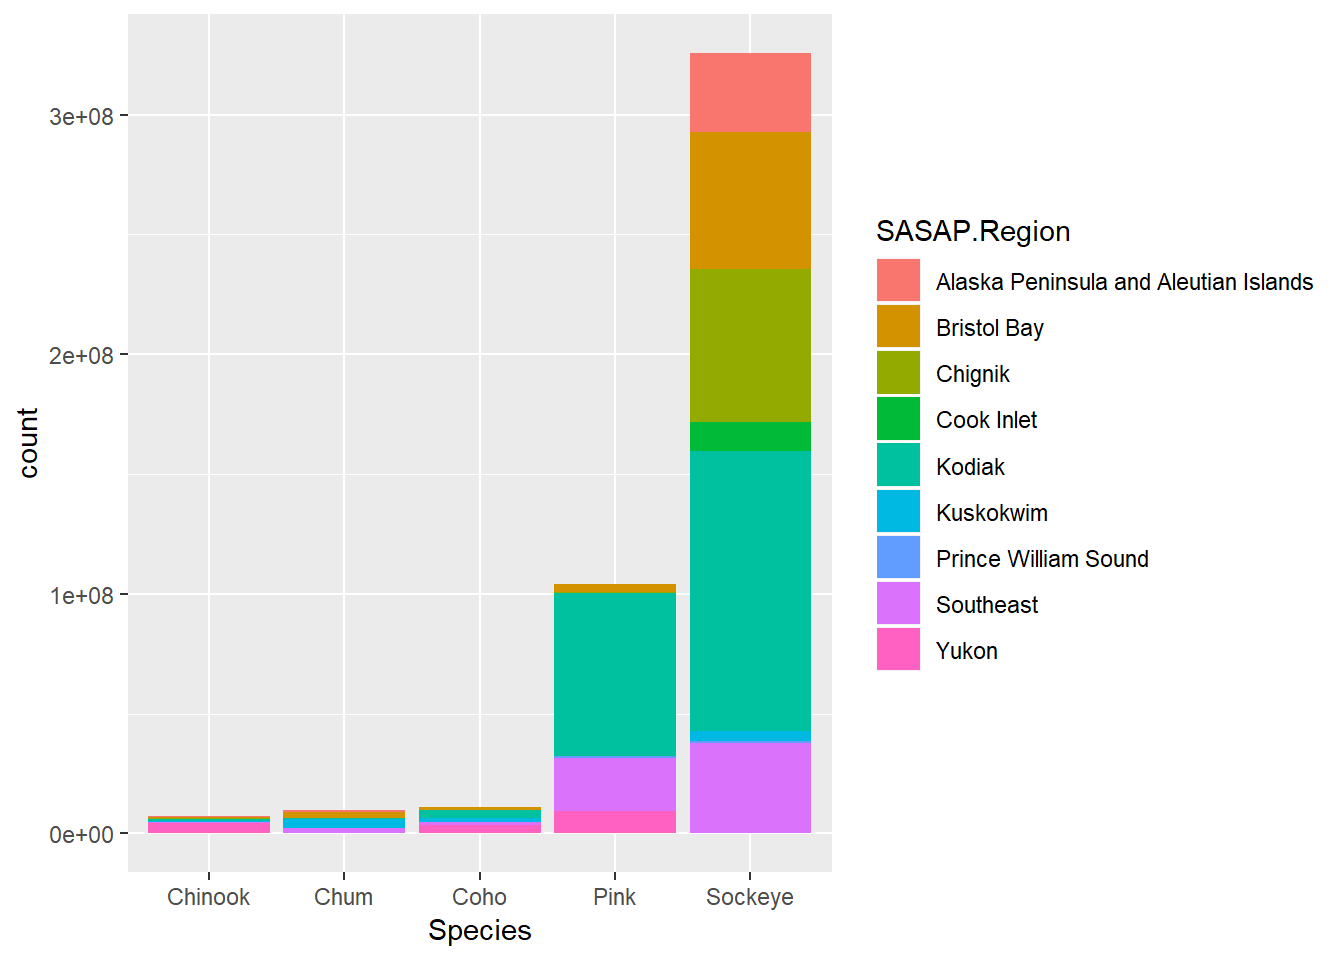 3e+08
2e+08
1e+08
0e+00
count
Chinook Chum Coho Pink Sockeye
Species
SASAP.Region
Alaska Peninsula and Aleutian Islands
Bristol Bay
Chignik
Cook Inlet
Kodiak
Kuskokwim
Prince William Sound
Southeast
Yukon